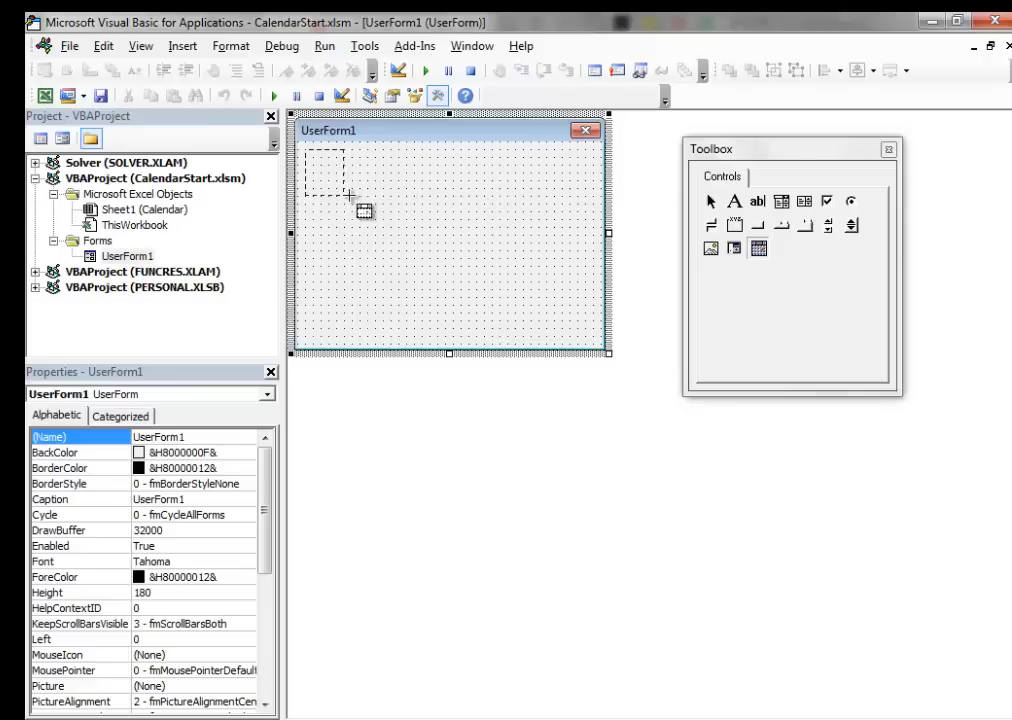 Microsoft Visual Basic for Applications - CalendarStart.xlsm - [UserForm1 (UserForm)]
File Edit View Insert Format Debug Run Tools Add-Ins Window Help
Project - VBAProject
Solver (SOLVER.XLAM)
VBAProject (CalendarStart.xlsm)
Microsoft Excel Objects
Sheet1 (Calendar)
ThisWorkbook
Forms
UserForm1
VBAProject (FUNCRES.XLAM)
VBAProject (PERSONAL.XLSB)
Properties - UserForm1
UserForm1 UserForm
Alphabetic Categorized
(Name) UserForm1
BackColor &H8000000F&
BorderColor &H80000012&
BorderStyle 0 - fmBorderStyleNone
Caption UserForm1
Cycle 0 - fmCycleAllForms
DrawBuffer 32000
Enabled True
Font Tahoma
ForeColor &H80000012&
Height 180
HelpContextID 0
KeepScrollBarsVisible 3 - fmScrollBarsBoth
Left 0
MouseIcon (None)
MousePointer 0 - fmMousePointerDefault
Picture (None)
PictureAlignment 2 - fmPictureAlignmentCen
UserForm1
Toolbox
Controls
A ab|
XYZ